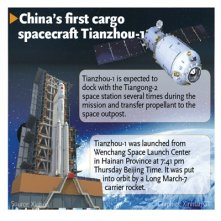 China's first cargo
spacecraft Tianzhou-1
Tianzhou-1 is expected to
dock with the Tiangong-2
space station several times during the
mission and transfer propellant to the
space outpost.
Tianzhou-1 was launched from
Wenchang Space Launch Center
in Hainan Province at 7:41 pm
Thursday Beijing Time. It was put
into orbit by a Long March-7
carrier rocket.
Source: Xinhua
Graphics: Xinhua